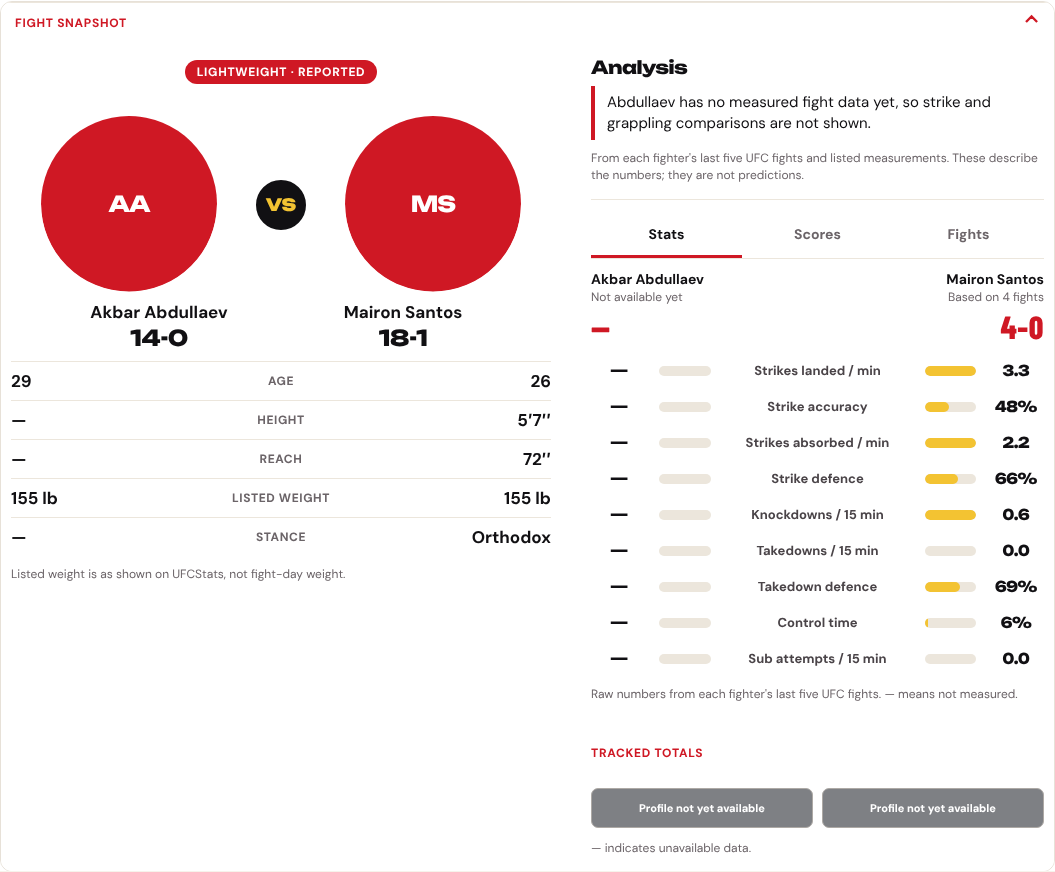 FIGHT SNAPSHOT
LIGHTWEIGHT · REPORTED
AA
VS
MS
Akbar Abdullaev
Mairon Santos
14-0
18-1
29 AGE 26
— HEIGHT 5'7''
— REACH 72''
155 lb LISTED WEIGHT 155 lb
— STANCE Orthodox
Listed weight is as shown on UFCStats, not fight-day weight.
Analysis
Abdullaev has no measured fight data yet, so strike and
grappling comparisons are not shown.
From each fighter's last five UFC fights and listed measurements. These describe
the numbers; they are not predictions.
Stats Scores Fights
Akbar Abdullaev Mairon Santos
Not available yet Based on 4 fights
– 4-0
— Strikes landed / min 3.3
— Strike accuracy 48%
— Strikes absorbed / min 2.2
— Strike defence 66%
— Knockdowns / 15 min 0.6
— Takedowns / 15 min 0.0
— Takedown defence 69%
— Control time 6%
— Sub attempts / 15 min 0.0
Raw numbers from each fighter's last five UFC fights. — means not measured.
TRACKED TOTALS
Profile not yet available Profile not yet available
— indicates unavailable data.